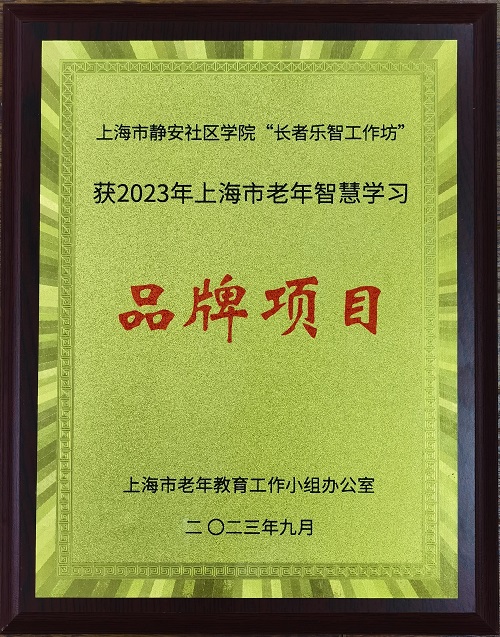 上海市静安社区学院“长者乐智工作坊”
获2023年上海市老年智慧学习
品牌项目
上海市老年教育工作小组办公室
二〇二三年九月